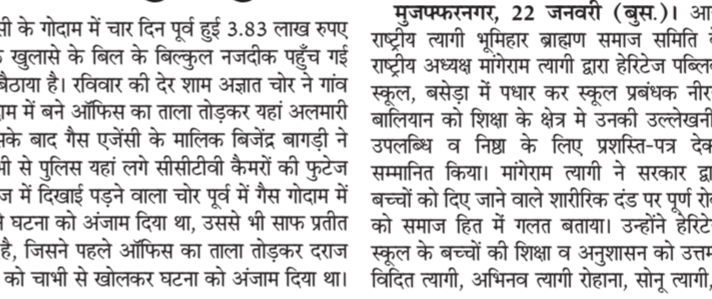 सी के गोदाम में चार दिन पूर्व हुई 3.83 लाख रुपए
खुलासे के बिल के बिल्कुल नजदीक पहुँच गई
बैठाया है। रविवार की देर शाम अज्ञात चोर ने गांव
में बने ऑफिस का ताला तोड़कर यहां अलमारी
सके बाद गैस एजेंसी के मालिक बिजेंद्र बागड़ी ने
भी से पुलिस यहां लगे सीसीटीवी कैमरों की फुटेज
ज में दिखाई पड़ने वाला चोर पूर्व में गैस गोदाम में
घटना को अंजाम दिया था, उससे भी साफ प्रतीत
है, जिसने पहले ऑफिस का ताला तोड़कर दराज
को चाभी से खोलकर घटना को अंजाम दिया था।
मुजफ्फरनगर, 22 जनवरी (बुस.)। आ
राष्ट्रीय त्यागी भूमिहार ब्राह्मण समाज समिति
राष्ट्रीय अध्यक्ष मांगेराम त्यागी द्वारा हेरिटेज पब्लि
स्कूल, बसेड़ा में पधार कर स्कूल प्रबंधक नीर
बालियान को शिक्षा के क्षेत्र मे उनकी उल्लेखनी
उपलब्धि व निष्ठा के लिए प्रशस्ति-पत्र देक
सम्मानित किया। मांगेराम त्यागी ने सरकार द्वा
बच्चों को दिए जाने वाले शारीरिक दंड पर पूर्ण रो
को समाज हित में गलत बताया। उन्होंने हेरिटे
स्कूल के बच्चों की शिक्षा व अनुशासन को उत्तम
विदित त्यागी, अभिनव त्यागी रोहाना, सोनू त्यागी,